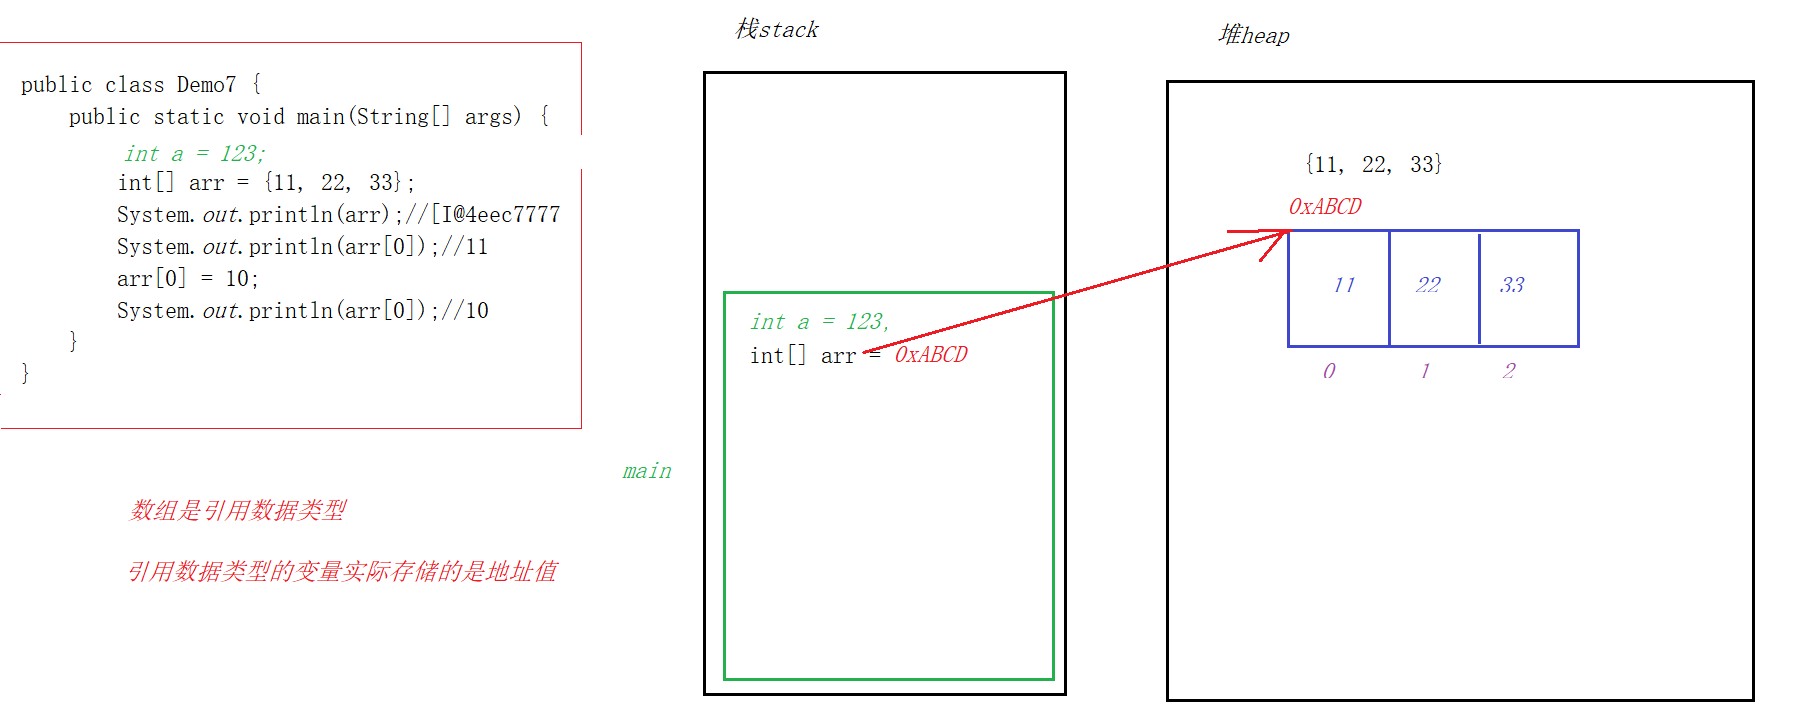 public class Demo7 {
public static void main(String[] args) {
int a = 123;
int[] arr = {11, 22, 33};
System.out.println(arr);//[I@4eec7777
System.out.println(arr[0]);//11
arr[0] = 10;
System.out.println(arr[0]);//10
}
}
数组是引用数据类型
引用数据类型的变量实际存储的是地址值
栈stack
main
int a = 123,
int[] arr = 0xABCD
堆heap
{11, 22, 33}
0xABCD
11 22 33
0 1 2